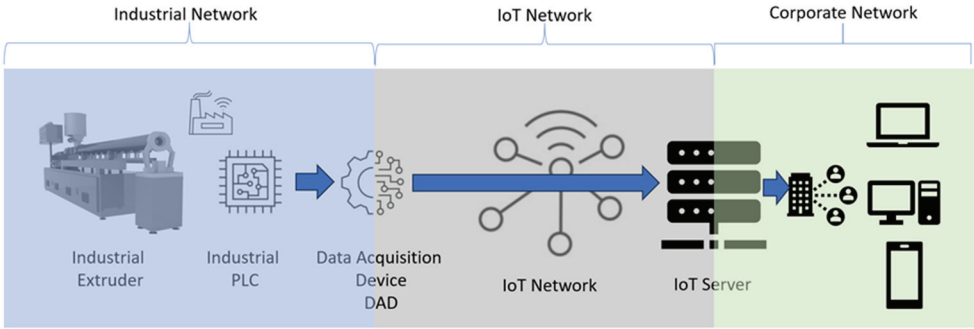 Industrial Network
IoT Network
Corporate Network
Industrial
Extruder
Industrial
PLC
Data Acquisition
Device
DAD
IoT Network
IoT Server